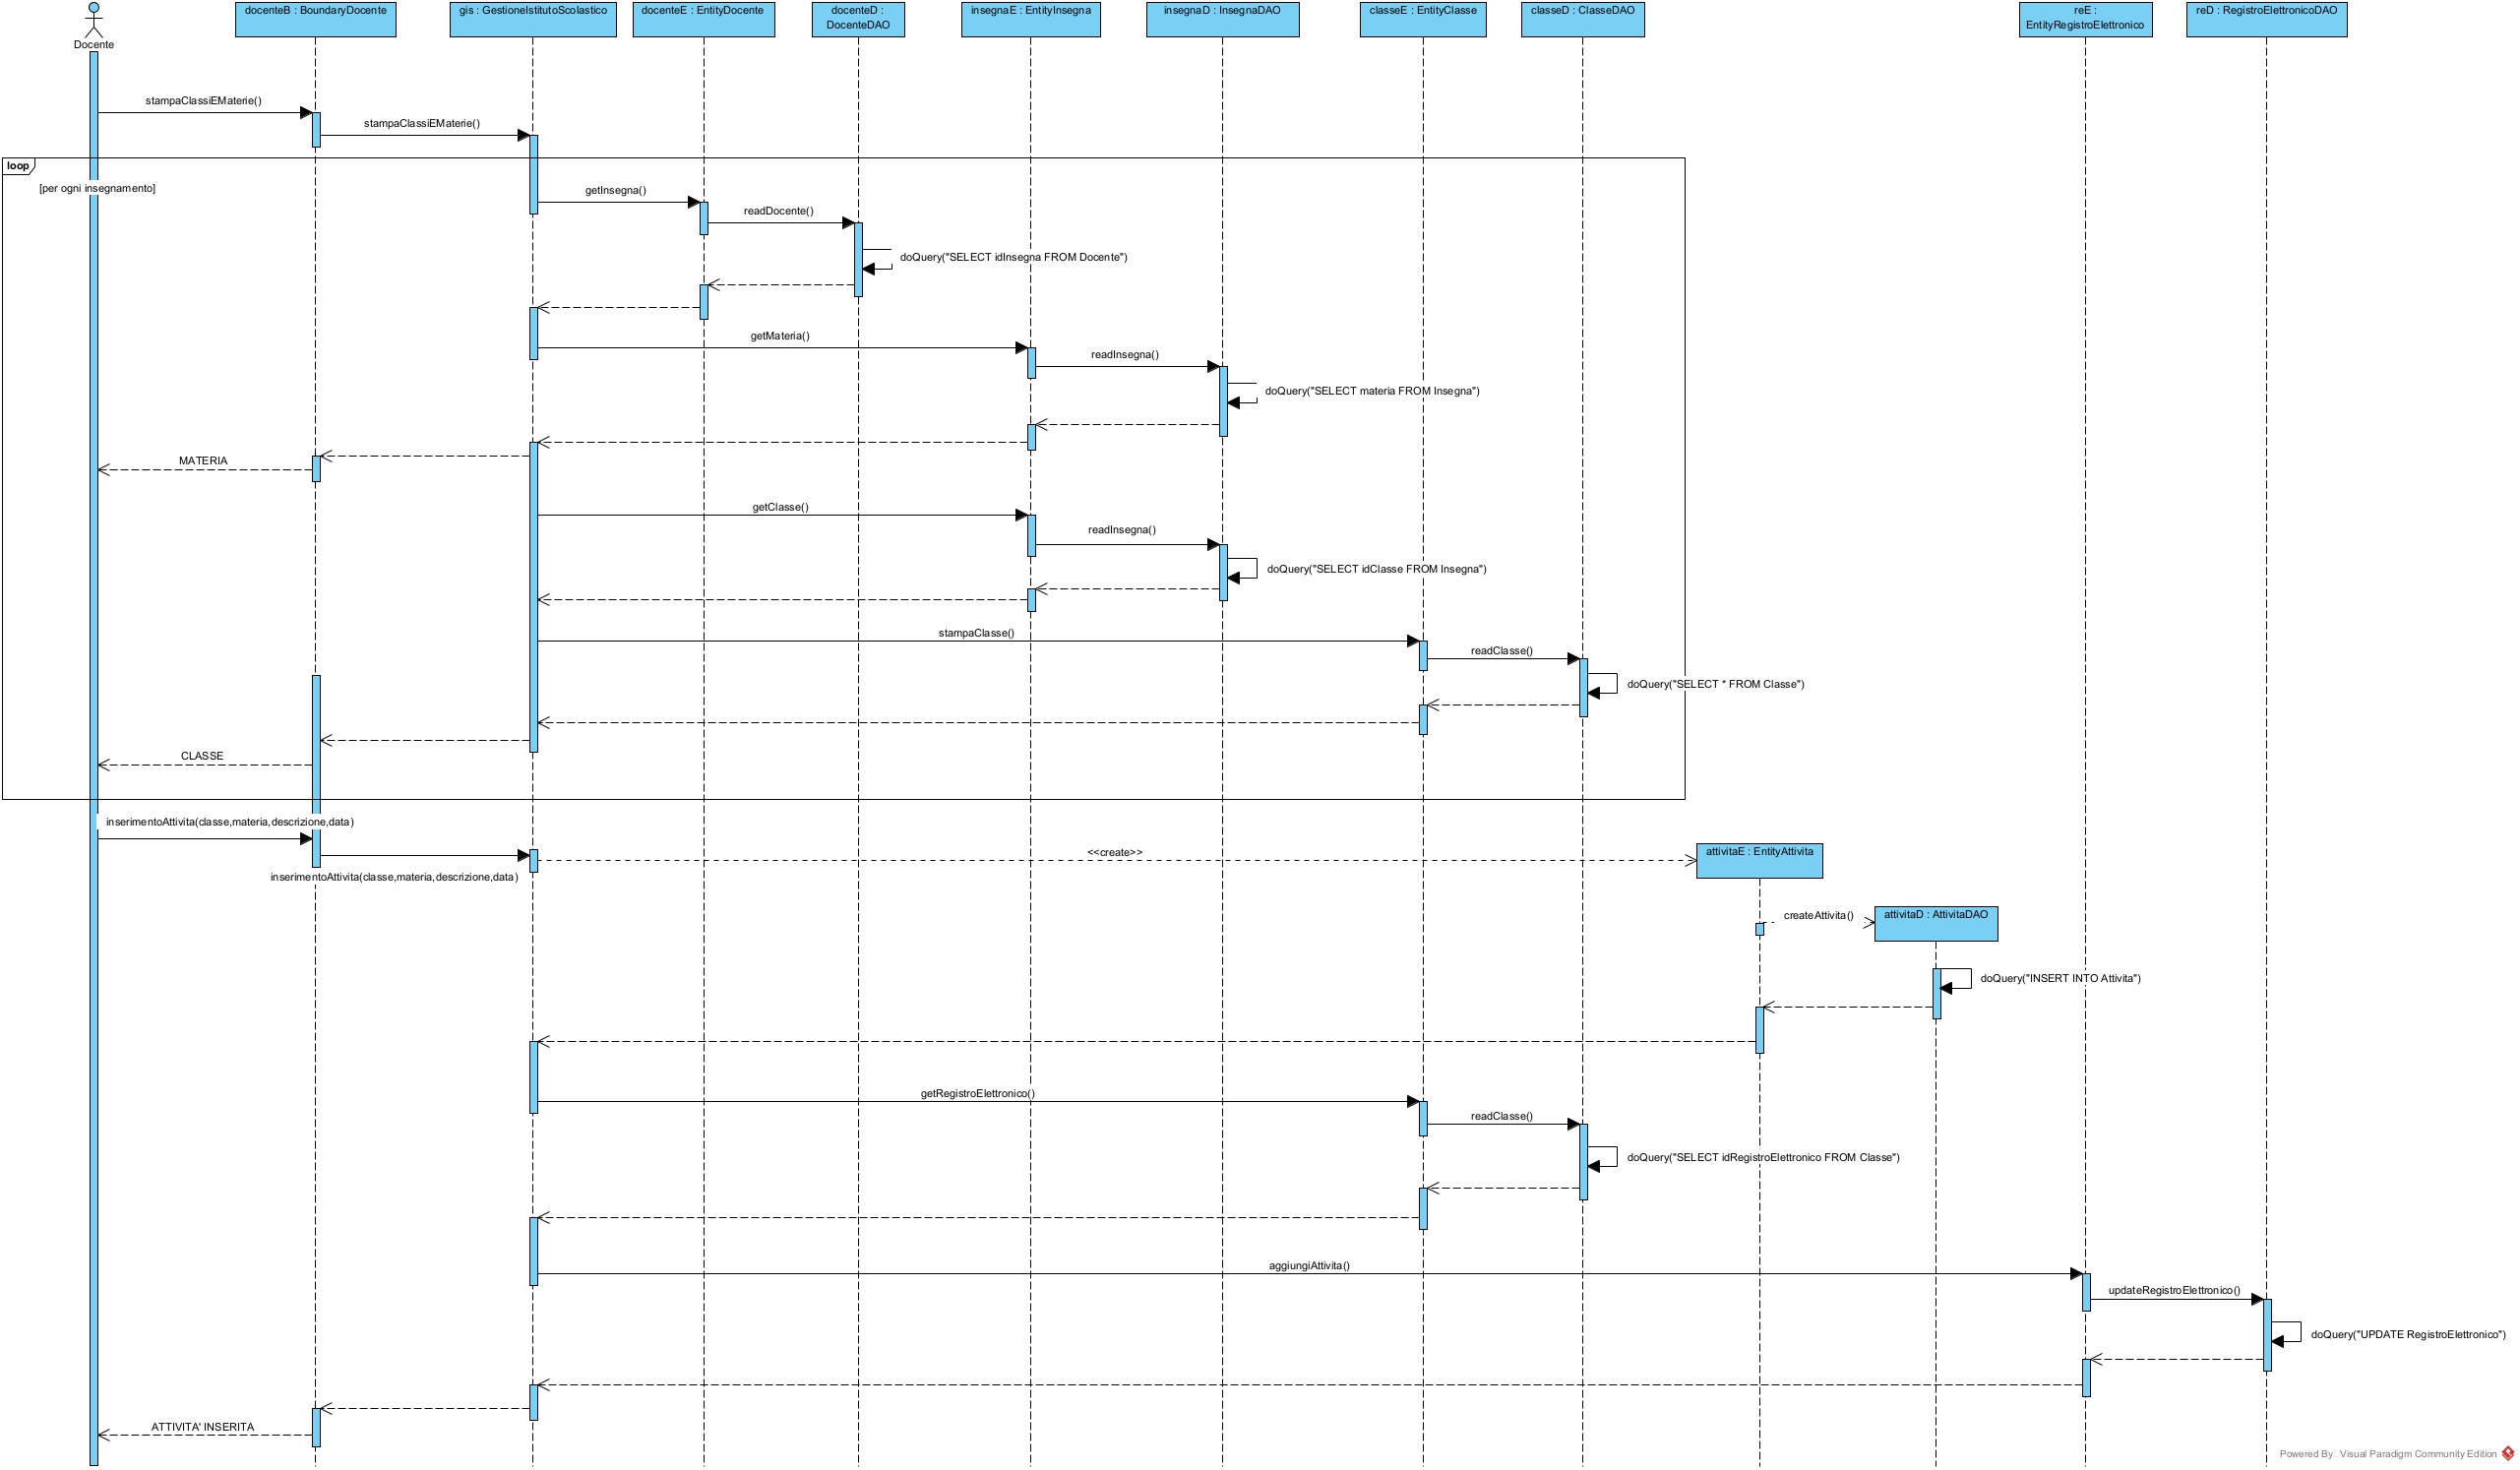 Docente
docenteB : BoundaryDocente
gis : GestioneIstitutoScolastico
docenteE : EntityDocente
docenteD :
DocenteDAO
insegnaE : EntityInsegna
insegnaD : InsegnaDAO
classeE : EntityClasse
classeD : ClasseDAO
reE :
EntityRegistroElettronico
reD : RegistroElettronicoDAO
stampaClassiEMaterie()
stampaClassiEMaterie()
loop
[per ogni insegnamento]
getInsegna()
readDocente()
doQuery("SELECT idInsegna FROM Docente")
getMateria()
readInsegna()
doQuery("SELECT materia FROM Insegna")
MATERIA
getClasse()
readInsegna()
doQuery("SELECT idClasse FROM Insegna")
stampaClasse()
readClasse()
doQuery("SELECT * FROM Classe")
CLASSE
inserimentoAttivita(classe,materia,descrizione,data)
inserimentoAttivita(classe,materia,descrizione,data)
<<create>>
attivitaE : EntityAttivita
createAttivita()
attivitaD : AttivitaDAO
doQuery("INSERT INTO Attivita")
getRegistroElettronico()
readClasse()
doQuery("SELECT idRegistroElettronico FROM Classe")
aggiungiAttivita()
updateRegistroElettronico()
doQuery("UPDATE RegistroElettronico")
ATTIVITA' INSERITA
Powered By Visual Paradigm Community Edition